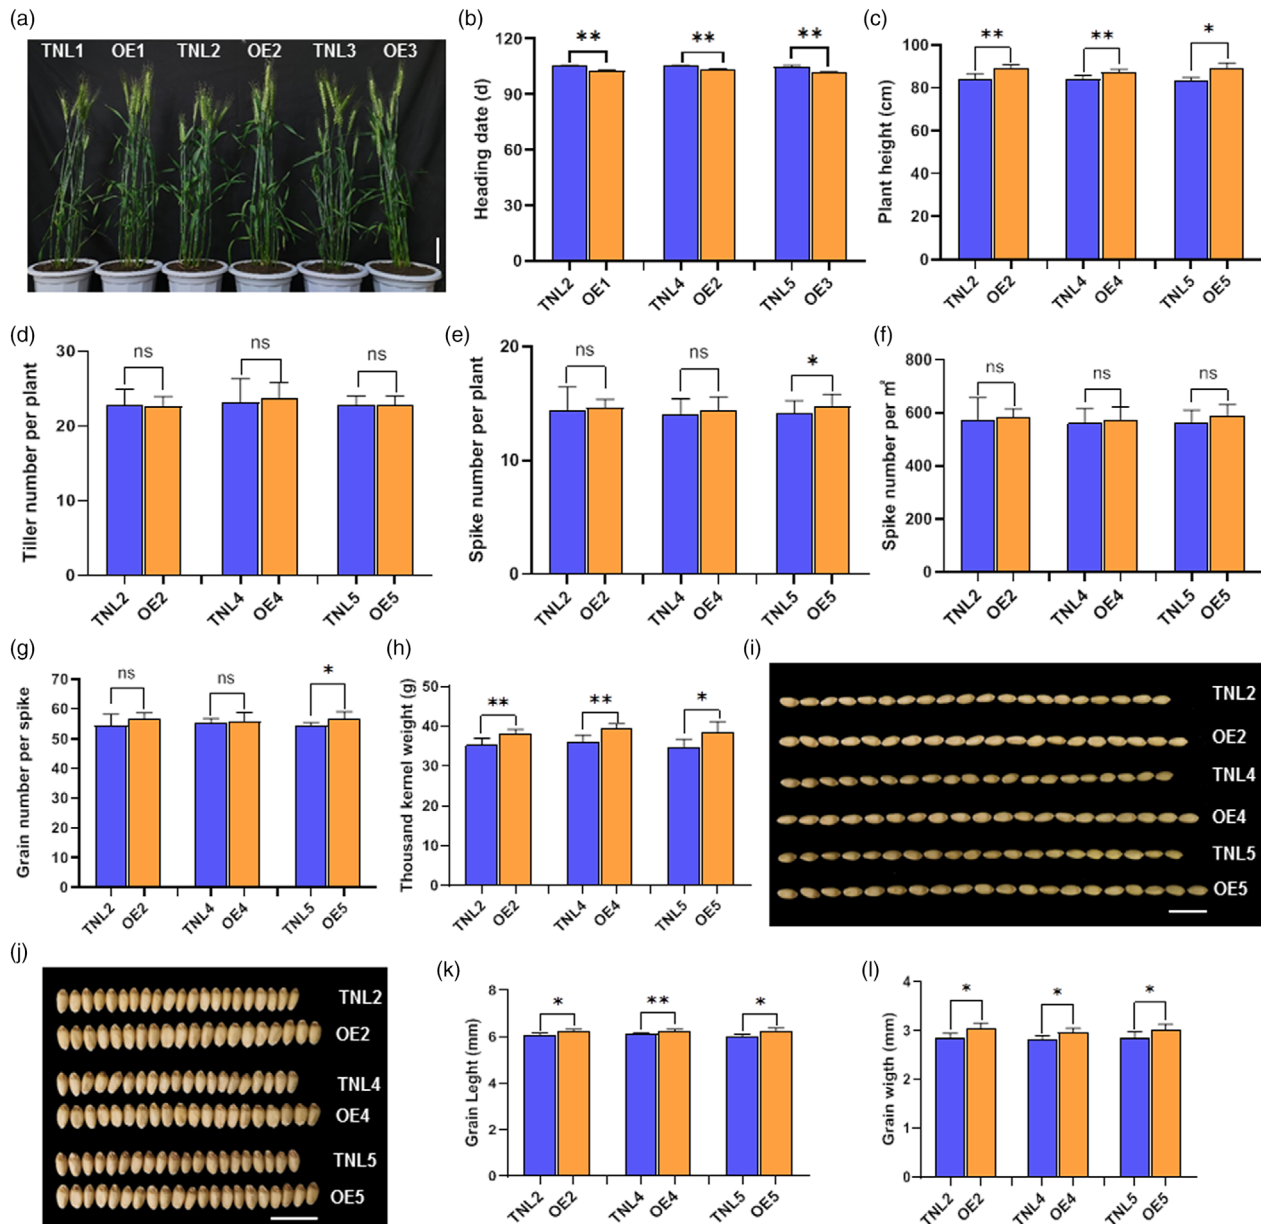 (a)
TNL1 OE1 TNL2 OE2 TNL3 OE3
(b)
Heading date (d)
120
90
60
30
0
** ** **
TNL2 OE1 TNL4 OE2 TNL5 OE3
(c)
Plant height (cm)
100
80
60
40
20
0
** ** *
TNL2 OE2 TNL4 OE4 TNL5 OE5
(d)
Tiller number per plant
30
20
10
0
ns ns ns
TNL2 OE2 TNL4 OE4 TNL5 OE5
(e)
Spike number per plant
20
10
0
ns ns *
TNL2 OE2 TNL4 OE4 TNL5 OE5
(f)
Spike number per m²
800
600
400
200
0
ns ns ns
TNL2 OE2 TNL4 OE4 TNL5 OE5
(g)
Grain number per spike
70
60
50
40
30
20
10
0
ns ns *
TNL2 OE2 TNL4 OE4 TNL5 OE5
(h)
Thousand kernel weight (g)
50
40
30
20
10
0
** ** *
TNL2 OE2 TNL4 OE4 TNL5 OE5
(i)
TNL2
OE2
TNL4
OE4
TNL5
OE5
(j)
TNL2
OE2
TNL4
OE4
TNL5
OE5
(k)
Grain Leght (mm)
8
6
4
2
0
* ** *
TNL2 OE2 TNL4 OE4 TNL5 OE5
(l)
Grain wigth (mm)
4
3
2
1
0
* * *
TNL2 OE2 TNL4 OE4 TNL5 OE5